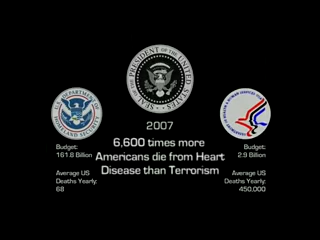 SEAL OF THE PRESIDENT OF THE UNITED STATES
U.S. DEPARTMENT OF
HOMELAND SECURITY
2007
6,600 times more
Americans die from Heart
Disease than Terrorism
Budget:
161.8 Billion
Average US
Deaths Yearly:
68
Budget:
2.9 Billion
Average US
Deaths Yearly:
450,000